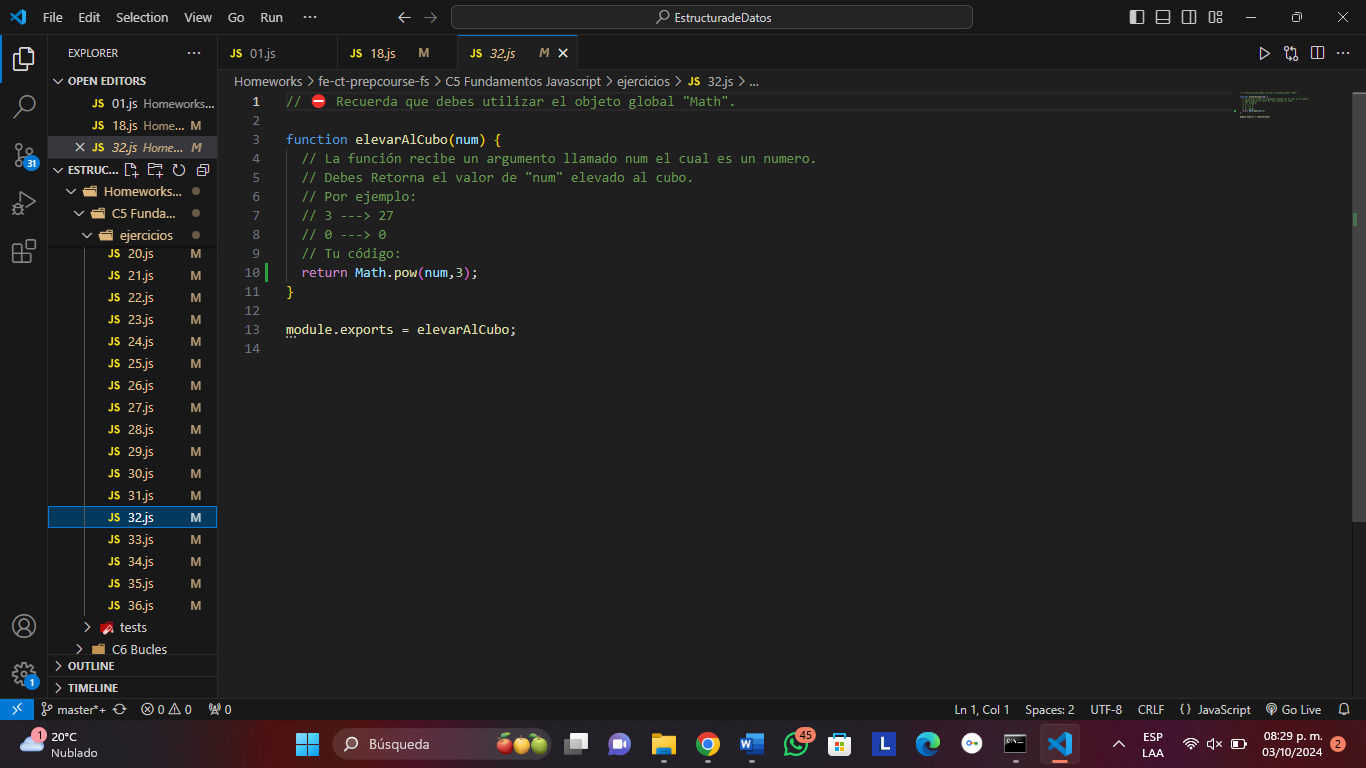 File Edit Selection View Go Run ···
EstructuradeDatos
EXPLORER ···
OPEN EDITORS
JS 01.js Homeworks...
JS 18.js Home... M
JS 32.js Home... M
ESTRUC...
Homeworks...
C5 Funda...
ejercicios
JS 20.js M
JS 21.js M
JS 22.js M
JS 23.js M
JS 24.js M
JS 25.js M
JS 26.js M
JS 27.js M
JS 28.js M
JS 29.js M
JS 30.js M
JS 31.js M
JS 32.js M
JS 33.js M
JS 34.js M
JS 35.js M
JS 36.js M
tests
C6 Bucles
OUTLINE
TIMELINE
31
1
JS 01.js JS 18.js M JS 32.js M
Homeworks > fe-ct-prepcourse-fs > C5 Fundamentos Javascript > ejercicios > JS 32.js > ...
1 // ⛔ Recuerda que debes utilizar el objeto global "Math".
2
3 function elevarAlCubo(num) {
4 // La función recibe un argumento llamado num el cual es un numero.
5 // Debes Retorna el valor de "num" elevado al cubo.
6 // Por ejemplo:
7 // 3 ---> 27
8 // 0 ---> 0
9 // Tu código:
10 return Math.pow(num,3);
11 }
12
13 module.exports = elevarAlCubo;
14
master*+ 0 0 0 Ln 1, Col 1 Spaces: 2 UTF-8 CRLF {} JavaScript Go Live
1 20°C
Nublado
Búsqueda
45
L
ESP
LAA
08:29 p. m.
03/10/2024
2